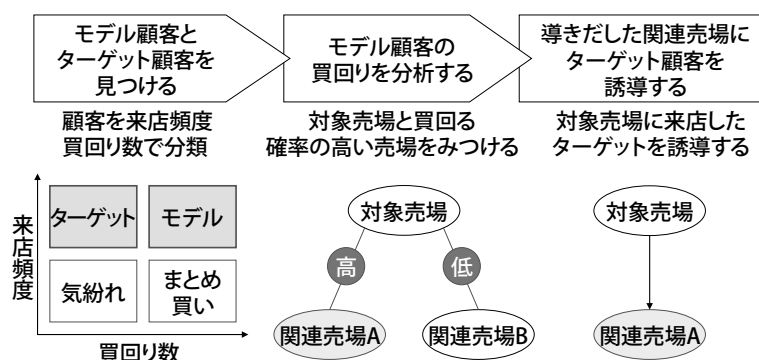 モデル顧客と
ターゲット顧客を
見つける
モデル顧客の
買回りを分析する
導きだした関連売場に
ターゲット顧客を
誘導する
顧客を来店頻度
買回り数で分類
対象売場と買回る
確率の高い売場をみつける
対象売場に来店した
ターゲットを誘導する
来店頻度
ターゲット
モデル
気紛れ
まとめ
買い
買回り数
対象売場
高
低
関連売場A
関連売場B
対象売場
関連売場A